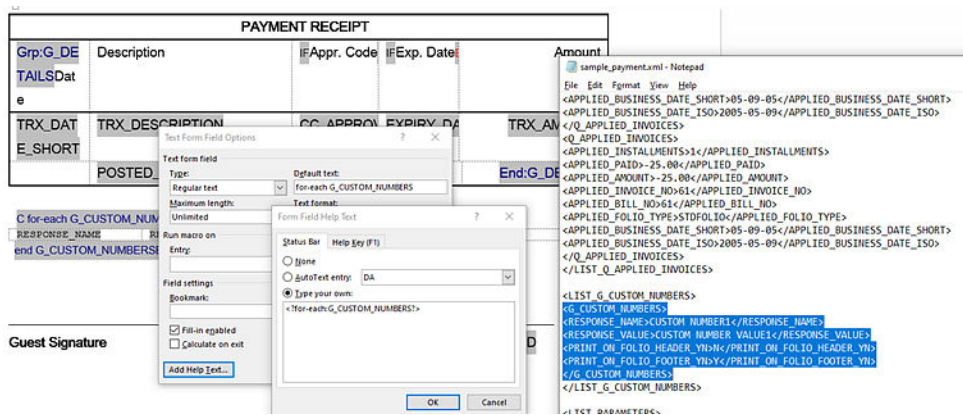 PAYMENT RECEIPT
Grp:G_DE
TAILSDat
e
Description
IFAppr. Code
IFExp. Date
Amount
TRX_DAT
E_SHORT
TRX_DESCRIPTION
CC_APPRO
EXPIRY_DA
TRX_AM
POSTED_
End:G_DE
C for-each G_CUSTOM_NUM
RESPONSE_NAME
end G_CUSTOM_NUMBERS
Guest Signature
D
Text Form Field Options
?
Text form field
Type:
Regular text
Default text:
for-each G_CUSTOM_NUMBERS
Maximum length:
Unlimited
Text format:
Run macro on
Entry:
Field settings
Bookmark:
Fill-in enabled
Calculate on exit
Add Help Text...
Form Field Help Text
?
Status Bar
Help Key (F1)
None
AutoText entry:
DA
Type your own:
<?for-each:G_CUSTOM_NUMBERS?>
OK
Cancel
sample_payment.xml - Notepad
File Edit Format View Help
<APPLIED_BUSINESS_DATE_SHORT>05-09-05</APPLIED_BUSINESS_DATE_SHORT>
<APPLIED_BUSINESS_DATE_ISO>2005-09-05</APPLIED_BUSINESS_DATE_ISO>
</Q_APPLIED_INVOICES>
<Q_APPLIED_INVOICES>
<APPLIED_INSTALLMENTS>1</APPLIED_INSTALLMENTS>
<APPLIED_PAID>-25.00</APPLIED_PAID>
<APPLIED_AMOUNT>-25.00</APPLIED_AMOUNT>
<APPLIED_INVOICE_NO>61</APPLIED_INVOICE_NO>
<APPLIED_BILL_NO>61</APPLIED_BILL_NO>
<APPLIED_FOLIO_TYPE>STDFOLIO</APPLIED_FOLIO_TYPE>
<APPLIED_BUSINESS_DATE_SHORT>05-09-05</APPLIED_BUSINESS_DATE_SHORT>
<APPLIED_BUSINESS_DATE_ISO>2005-05-09</APPLIED_BUSINESS_DATE_ISO>
</Q_APPLIED_INVOICES>
</LIST_Q_APPLIED_INVOICES>
<LIST_G_CUSTOM_NUMBERS>
<G_CUSTOM_NUMBERS>
<RESPONSE_NAME>CUSTOM NUMBER1</RESPONSE_NAME>
<RESPONSE_VALUE>CUSTOM NUMBER VALUE1</RESPONSE_VALUE>
<PRINT_ON_FOLIO_HEADER_YN>N</PRINT_ON_FOLIO_HEADER_YN>
<PRINT_ON_FOLIO_FOOTER_YN>Y</PRINT_ON_FOLIO_FOOTER_YN>
</G_CUSTOM_NUMBERS>
</LIST_G_CUSTOM_NUMBERS>
<LIST_PARAMETERS>